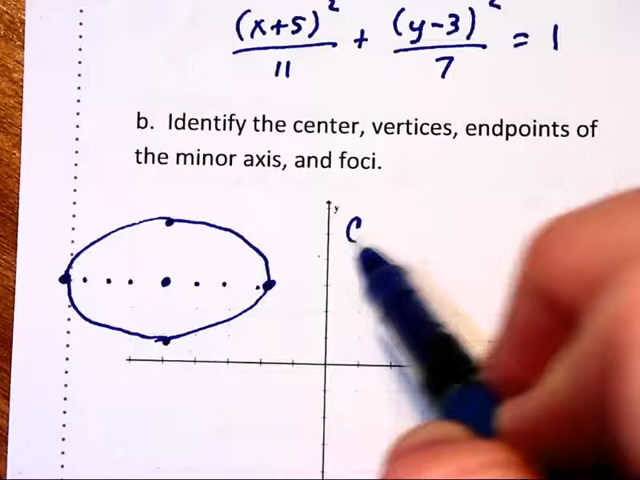 (x+5)² / 11 + (y-3)² / 7 = 1
b. Identify the center, vertices, endpoints of
the minor axis, and foci.
y
C